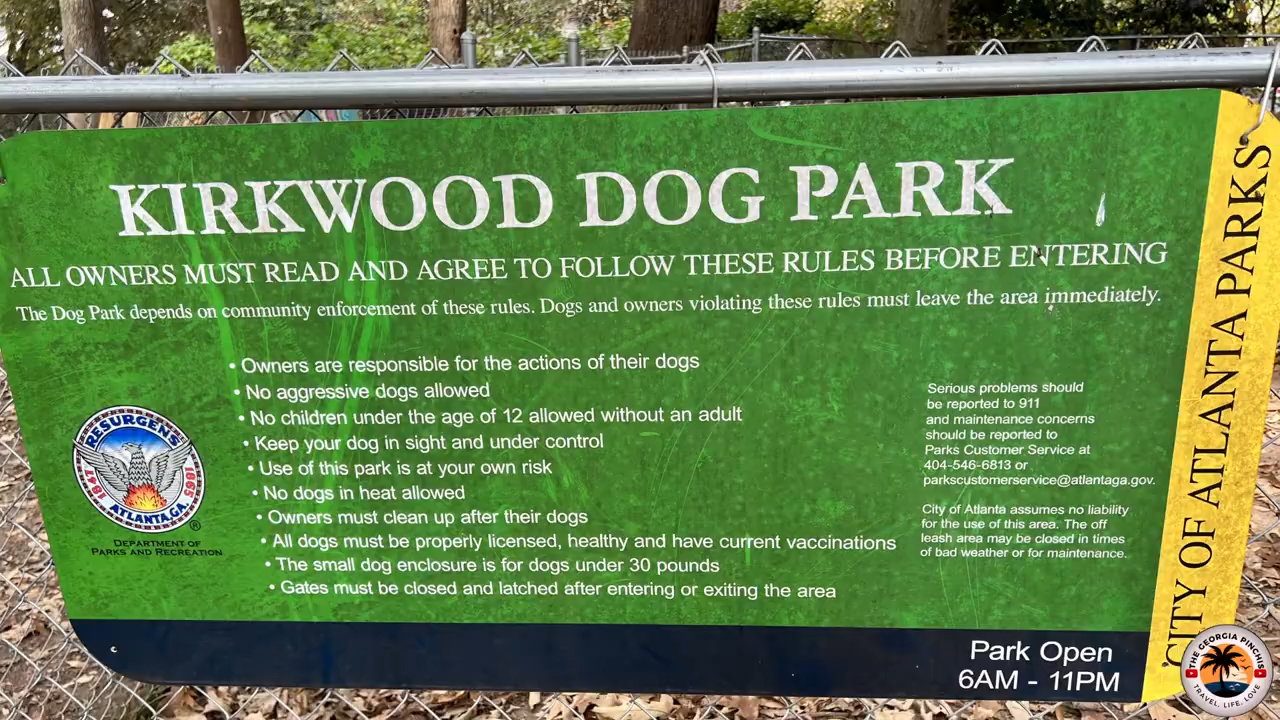 KIRKWOOD DOG PARK
ALL OWNERS MUST READ AND AGREE TO FOLLOW THESE RULES BEFORE ENTERING
The Dog Park depends on community enforcement of these rules. Dogs and owners violating these rules must leave the area immediately.
• Owners are responsible for the actions of their dogs
• No aggressive dogs allowed
• No children under the age of 12 allowed without an adult
• Keep your dog in sight and under control
• Use of this park is at your own risk
• No dogs in heat allowed
• Owners must clean up after their dogs
• All dogs must be properly licensed, healthy and have current vaccinations
• The small dog enclosure is for dogs under 30 pounds
• Gates must be closed and latched after entering or exiting the area
RESURGENS
1847
1865
ATLANTA, GA.
®
DEPARTMENT OF
PARKS AND RECREATION
Serious problems should
be reported to 911
and maintenance concerns
should be reported to
Parks Customer Service at
404-546-6813 or
parkscustomerservice@atlantaga.gov.
City of Atlanta assumes no liability
for the use of this area. The off
leash area may be closed in times
of bad weather or for maintenance.
Park Open
6AM - 11PM
CITY OF ATLANTA PARKS
THE GEORGIA PINCHIS
TRAVEL. LIFE. LOVE